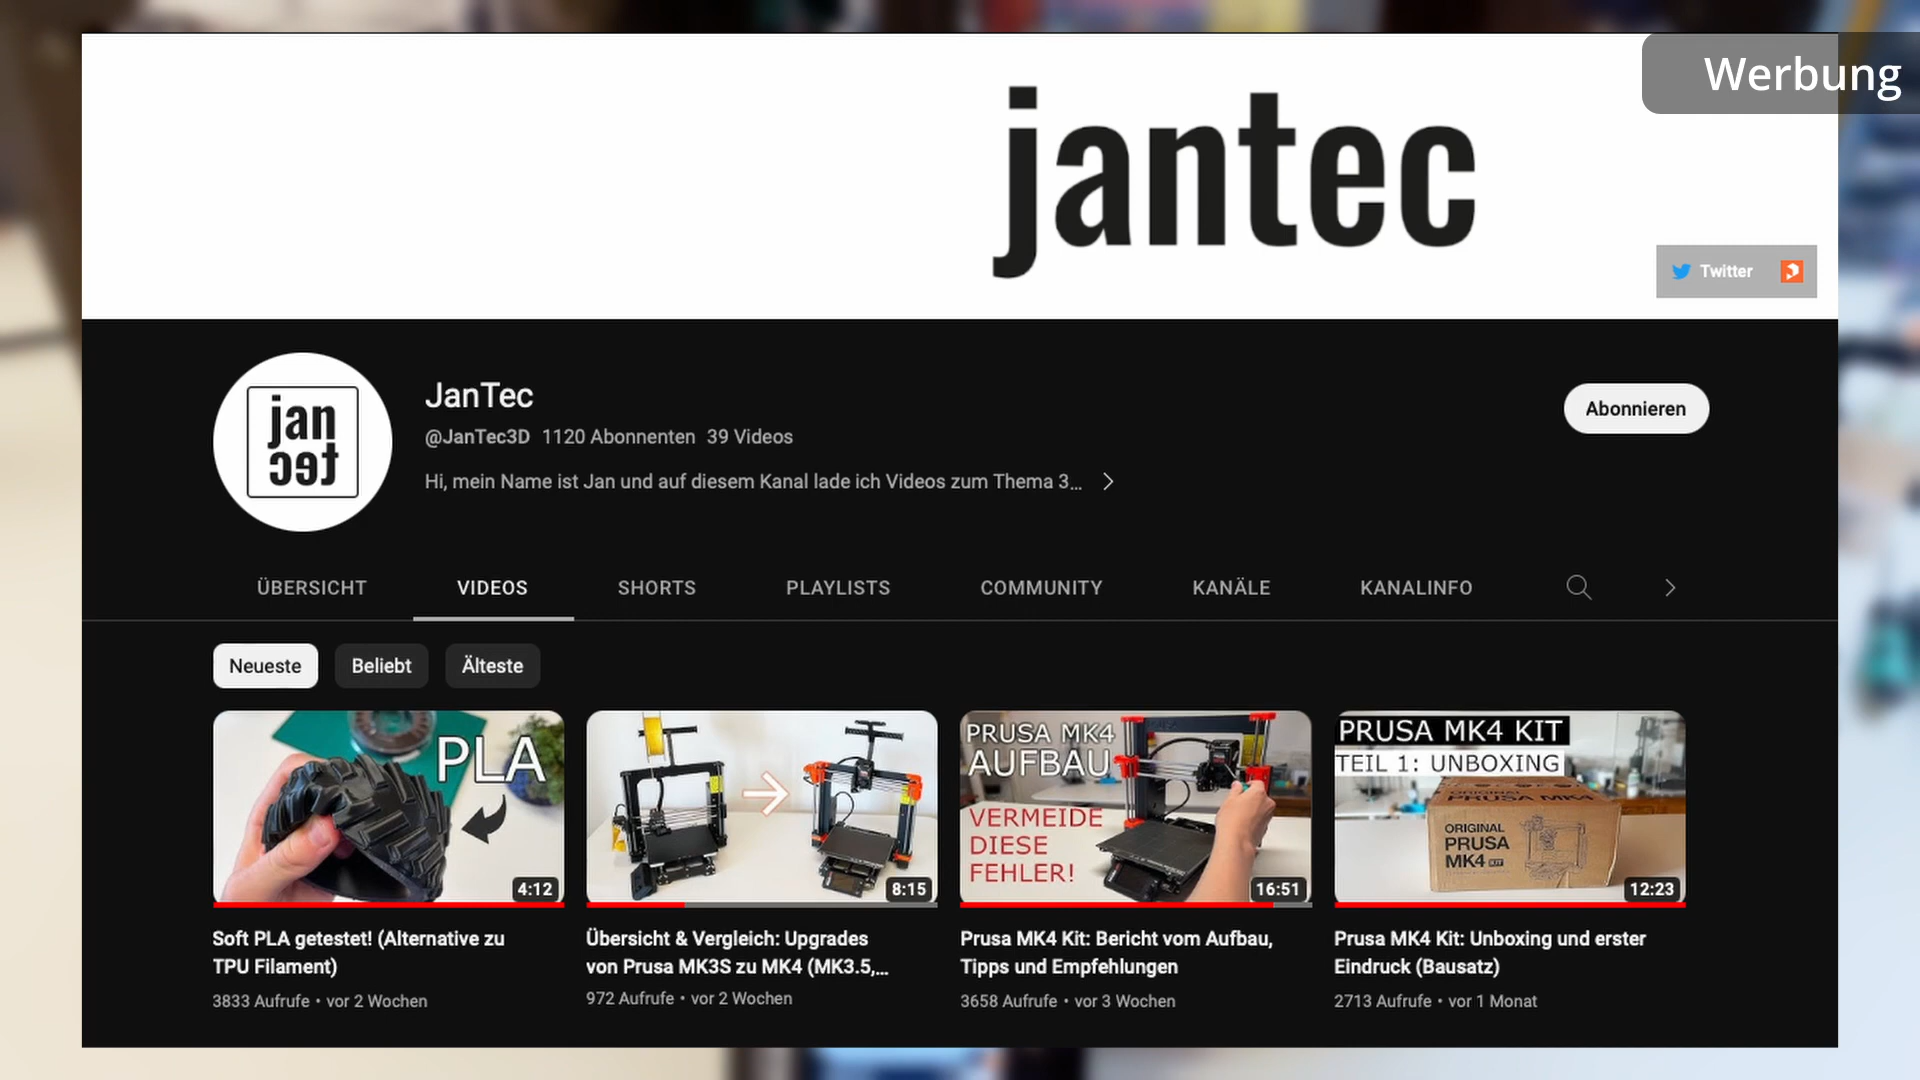 Werbung
jantec
Twitter
jan
tec
JanTec
@JanTec3D 1120 Abonnenten 39 Videos
Hi, mein Name ist Jan und auf diesem Kanal lade ich Videos zum Thema 3...
Abonnieren
ÜBERSICHT VIDEOS SHORTS PLAYLISTS COMMUNITY KANÄLE KANALINFO
Neueste Beliebt Älteste
PLA
4:12
8:15
PRUSA MK4
AUFBAU
VERMEIDE
DIESE
FEHLER!
16:51
PRUSA MK4 KIT
TEIL 1: UNBOXING
ORIGINAL PRUSA MK4
ORIGINAL
PRUSA
MK4 KIT
12:23
Soft PLA getestet! (Alternative zu
TPU Filament)
3833 Aufrufe • vor 2 Wochen
Übersicht & Vergleich: Upgrades
von Prusa MK3S zu MK4 (MK3.5,...
972 Aufrufe • vor 2 Wochen
Prusa MK4 Kit: Bericht vom Aufbau,
Tipps und Empfehlungen
3658 Aufrufe • vor 3 Wochen
Prusa MK4 Kit: Unboxing und erster
Eindruck (Bausatz)
2713 Aufrufe • vor 1 Monat